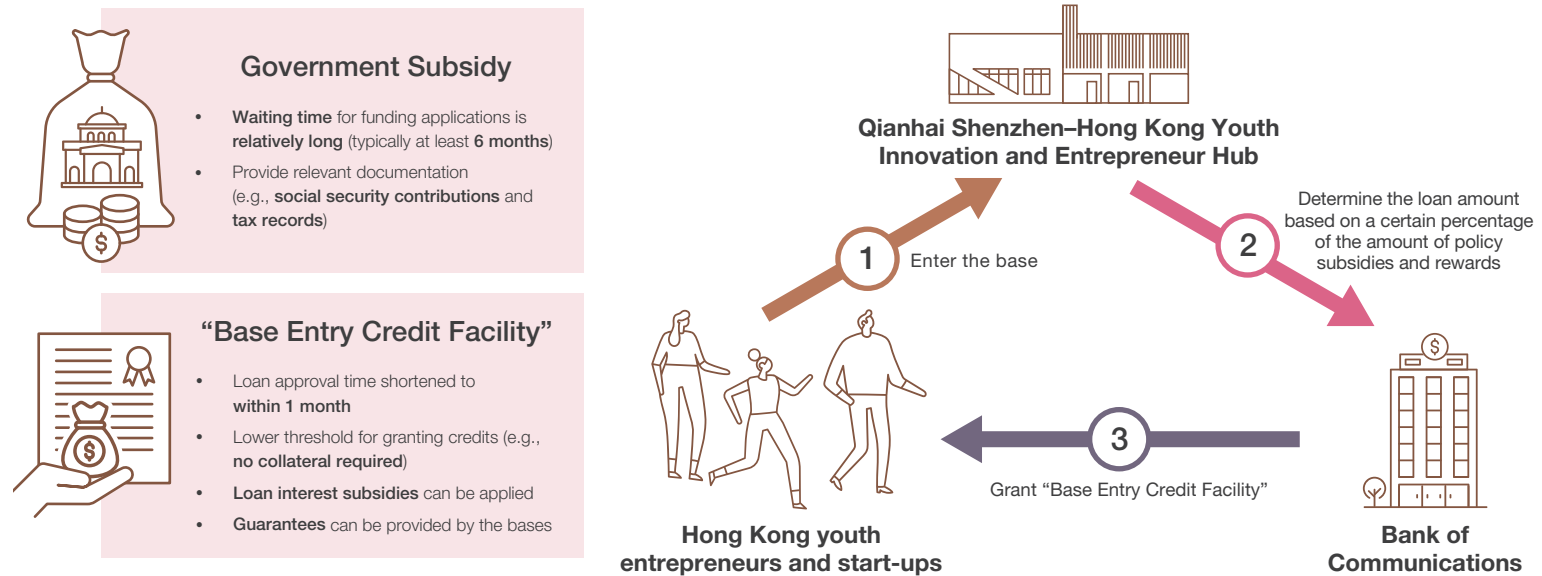 Government Subsidy
• Waiting time for funding applications is
relatively long (typically at least 6 months)
• Provide relevant documentation
(e.g., social security contributions and
tax records)
$
“Base Entry Credit Facility”
• Loan approval time shortened to
within 1 month
• Lower threshold for granting credits (e.g.,
no collateral required)
• Loan interest subsidies can be applied
• Guarantees can be provided by the bases
$
Qianhai Shenzhen–Hong Kong Youth
Innovation and Entrepreneur Hub
1
Enter the base
2
Determine the loan amount
based on a certain percentage
of the amount of policy
subsidies and rewards
$
3
Grant “Base Entry Credit Facility”
Hong Kong youth
entrepreneurs and start-ups
Bank of
Communications